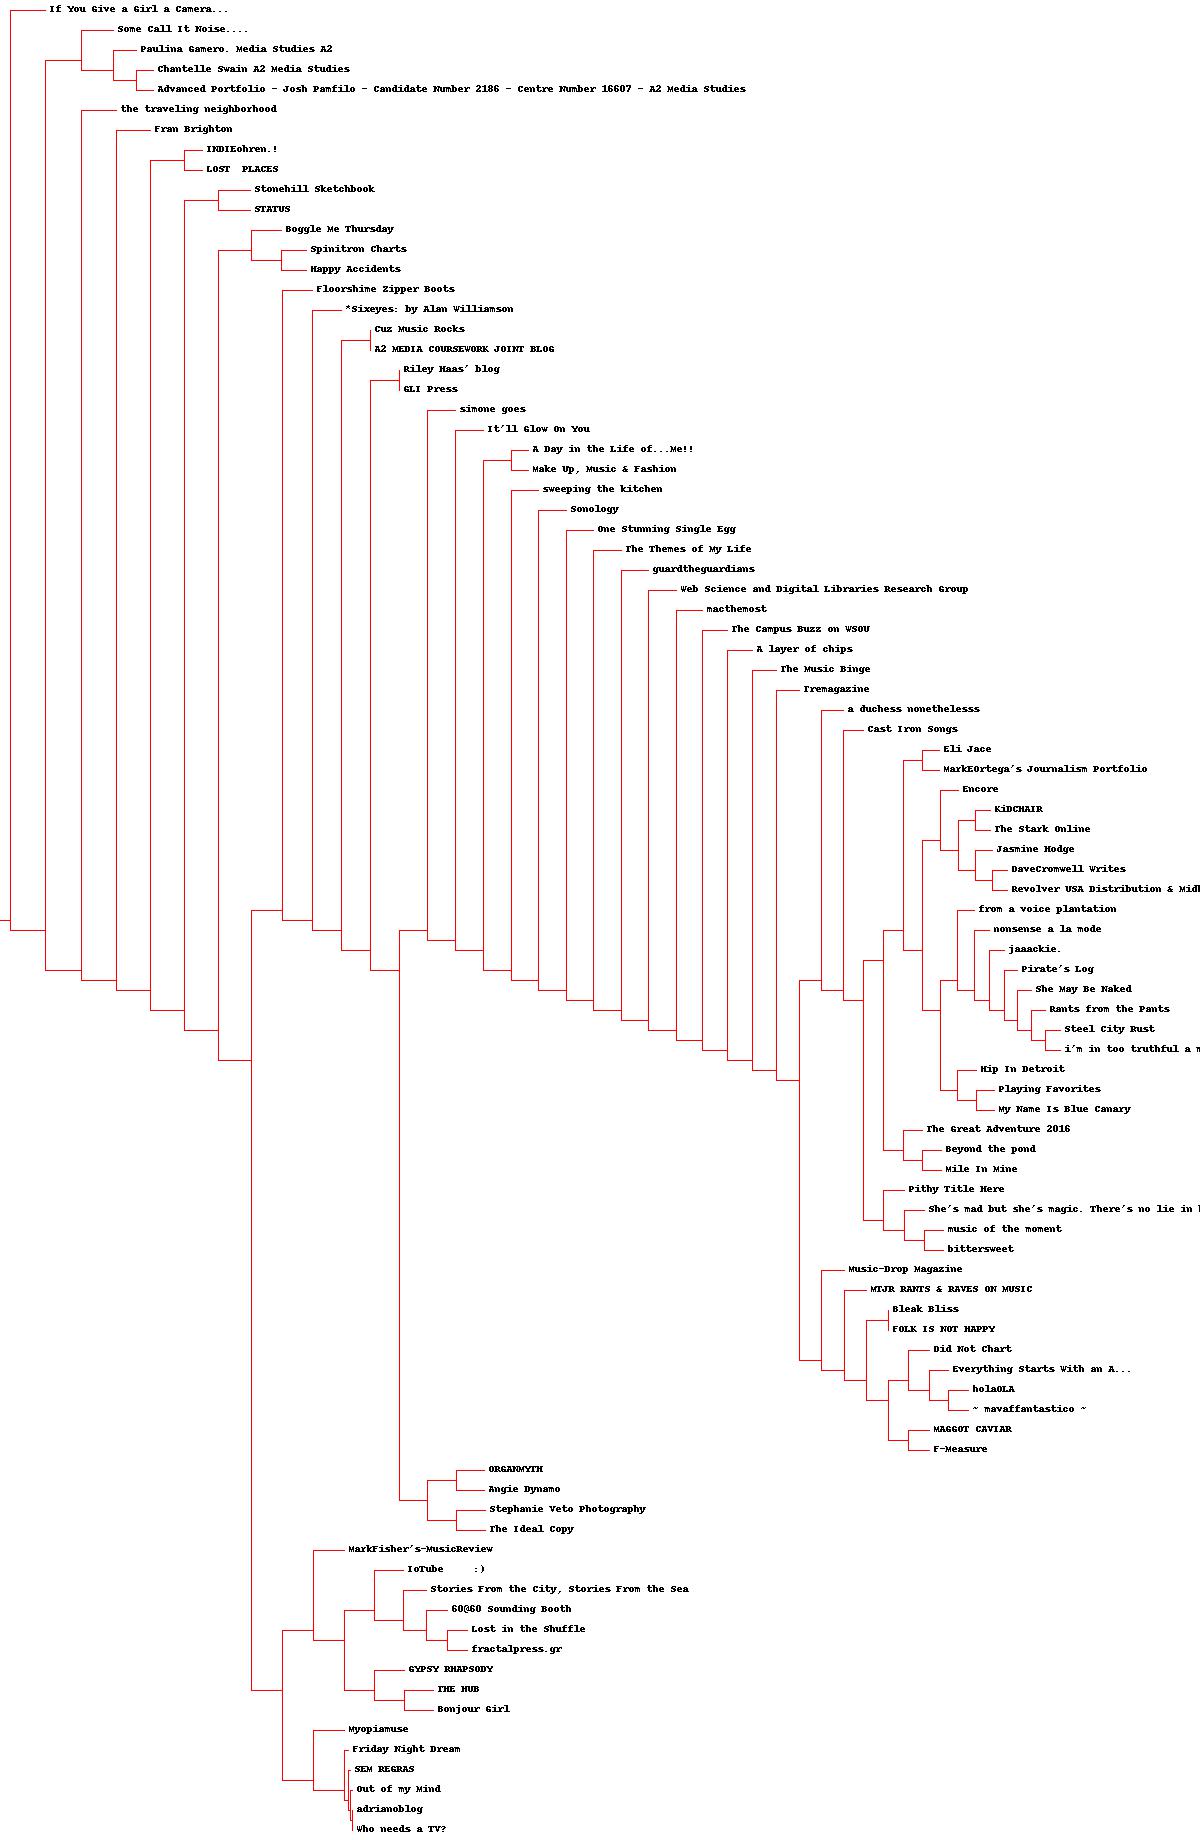 If You Give a Girl a Camera...
Some Call It Noise....
Paulina Gamero. Media Studies A2
Chantelle Swain A2 Media Studies
Advanced Portfolio - Josh Pamfilo - Candidate Number 2186 - Centre Number 16607 - A2 Media Studies
the traveling neighborhood
Fran Brighton
INDIEohren.!
LOST  PLACES
Stonehill Sketchbook
STATUS
Boggle Me Thursday
Spinitron Charts
Happy Accidents
Floorshime Zipper Boots
*Sixeyes: by Alan Williamson
Cuz Music Rocks
A2 MEDIA COURSEWORK JOINT BLOG
Riley Haas' blog
GLI Press
simone goes
It'll Glow On You
A Day in the Life of...Me!!
Make Up, Music & Fashion
sweeping the kitchen
Sonology
One Stunning Single Egg
The Themes of My Life
guardtheguardians
Web Science and Digital Libraries Research Group
macthemost
The Campus Buzz on WSOU
A layer of chips
The Music Binge
Tremagazine
a duchess nonethelesss
Cast Iron Songs
Eli Jace
MarkEOrtega's Journalism Portfolio
Encore
KiDCHAIR
The Stark Online
Jasmine Hodge
DaveCromwell Writes
Revolver USA Distribution &
from a voice plantation
nonsense a la mode
jaaackie.
Pirate's Log
She May Be Naked
Rants from the Pants
Steel City Rust
i'm in too truthful a
Hip In Detroit
Playing Favorites
My Name Is Blue Canary
The Great Adventure 2016
Beyond the pond
Mile In Mine
Pithy Title Here
She's mad but she's magic. There's no lie in
music of the moment
bittersweet
Music-Drop Magazine
MTJR RANTS & RAVES ON MUSIC
Bleak Bliss
FOLK IS NOT HAPPY
Did Not Chart
Everything Starts With an A...
holaOLA
~ mavaffantastico ~
MAGGOT CAVIAR
F-Measure
ORGANMYTH
Angie Dynamo
Stephanie Veto Photography
The Ideal Copy
MarkFisher's-MusicReview
IoTube     :)
Stories From the City, Stories From the Sea
60@60 Sounding Booth
Lost in the Shuffle
fractalpress.gr
GYPSY RHAPSODY
THE HUB
Bonjour Girl
Myopiamuse
Friday Night Dream
SEM REGRAS
Out of my Mind
adrianoblog
Who needs a TV?